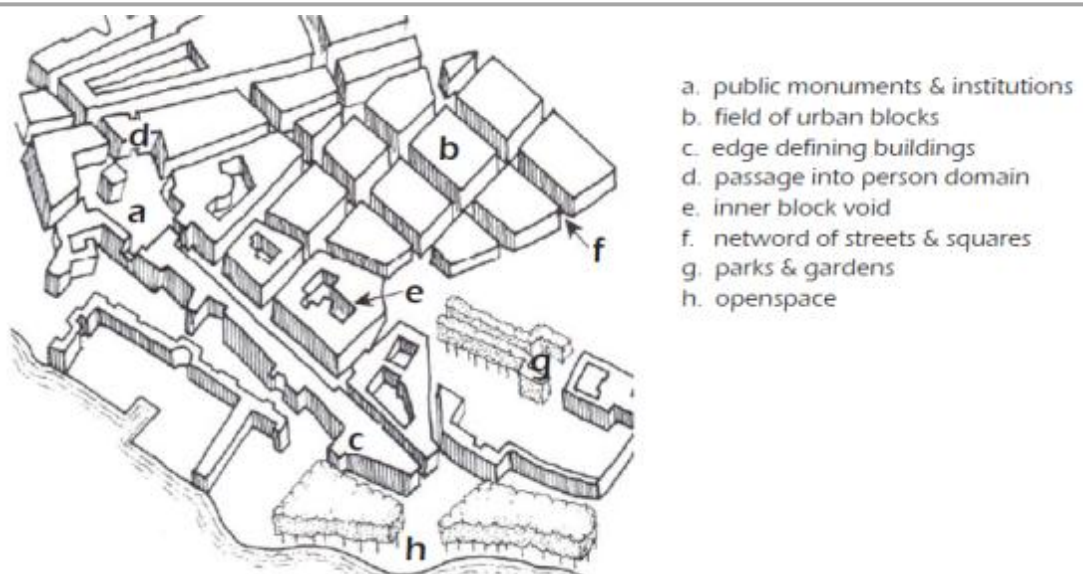 d
b
a
f
e
g
c
h
a. public monuments & institutions
b. field of urban blocks
c. edge defining buildings
d. passage into person domain
e. inner block void
f. netword of streets & squares
g. parks & gardens
h. openspace